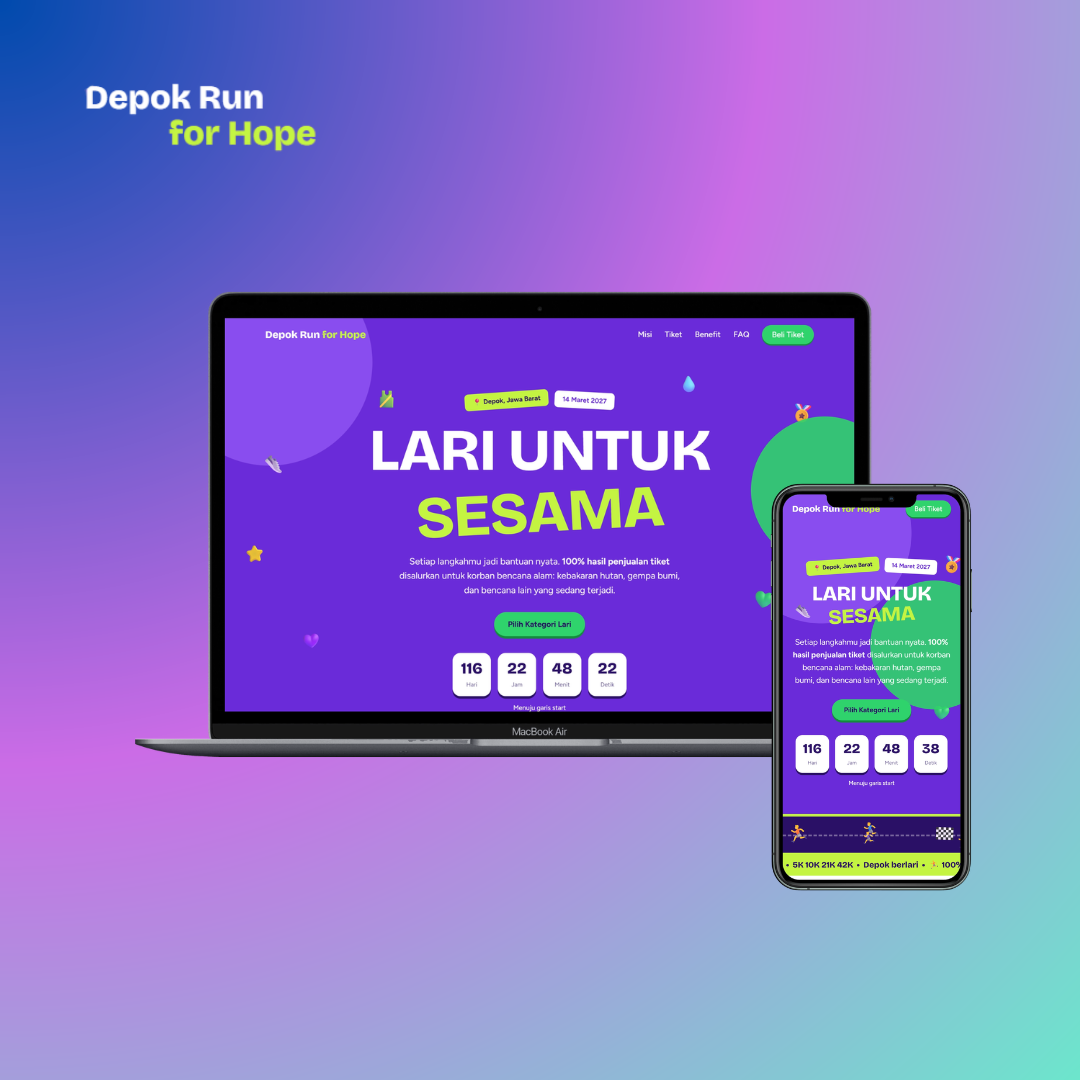 Depok Run
for Hope
Depok Run for Hope
Misi Tiket Benefit FAQ Beli Tiket
Depok, Jawa Barat 14 Maret 2027
LARI UNTUK
SESAMA
Setiap langkahmu jadi bantuan nyata. 100% hasil penjualan tiket
disalurkan untuk korban bencana alam: kebakaran hutan, gempa bumi,
dan bencana lain yang sedang terjadi.
Pilih Kategori Lari
116 22 48 22
Hari Jam Menit Detik
Menuju garis start
MacBook Air
Depok Run for Hope Beli Tiket
Depok, Jawa Barat 14 Maret 2027
LARI UNTUK
SESAMA
Setiap langkahmu jadi bantuan nyata. 100%
hasil penjualan tiket disalurkan untuk korban
bencana alam: kebakaran hutan, gempa
bumi, dan bencana lain yang sedang terjadi.
Pilih Kategori Lari
116 22 48 38
Hari Jam Menit Detik
Menuju garis start
• 5K 10K 21K 42K • Depok berlari • 100%